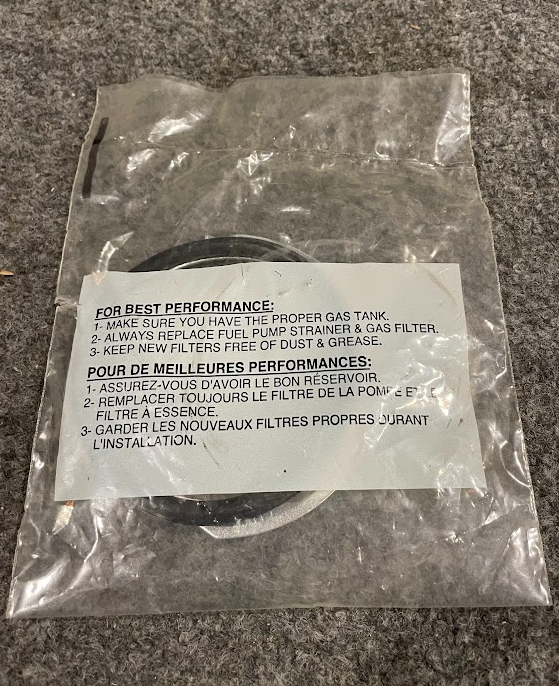 FOR BEST PERFORMANCE:
1- MAKE SURE YOU HAVE THE PROPER GAS TANK.
2- ALWAYS REPLACE FUEL PUMP STRAINER & GAS FILTER.
3- KEEP NEW FILTERS FREE OF DUST & GREASE.
POUR DE MEILLEURES PERFORMANCES:
1- ASSUREZ-VOUS D'AVOIR LE BON RÉSERVOIR.
2- REMPLACER TOUJOURS LE FILTRE DE LA POMPE ET LE
FILTRE À ESSENCE.
3- GARDER LES NOUVEAUX FILTRES PROPRES DURANT
L'INSTALLATION.